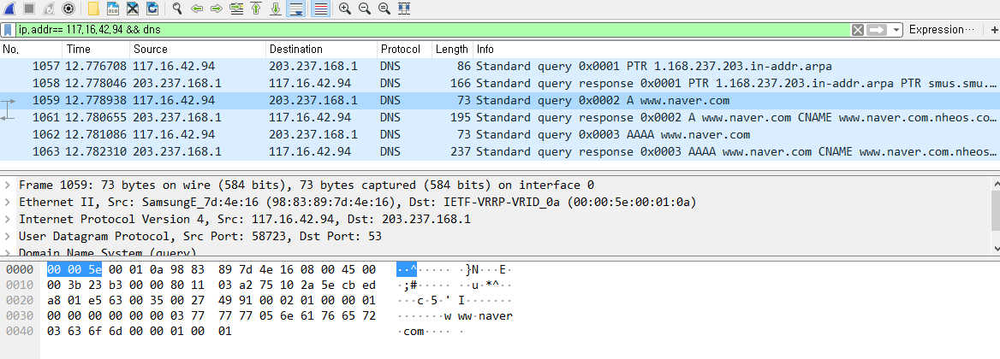 ip,addr== 117,16,42,94 && dns Expression… +
No. Time Source Destination Protocol Length Info
1057 12.776708 117.16.42.94 203.237.168.1 DNS 86 Standard query 0x0001 PTR 1.168.237.203.in-addr.arpa
1058 12.778046 203.237.168.1 117.16.42.94 DNS 166 Standard query response 0x0001 PTR 1.168.237.203.in-addr.arpa PTR smus.smu.…
1059 12.778938 117.16.42.94 203.237.168.1 DNS 73 Standard query 0x0002 A www.naver.com
1061 12.780655 203.237.168.1 117.16.42.94 DNS 195 Standard query response 0x0002 A www.naver.com CNAME www.naver.com.nheos.co…
1062 12.781086 117.16.42.94 203.237.168.1 DNS 73 Standard query 0x0003 AAAA www.naver.com
1063 12.782310 203.237.168.1 117.16.42.94 DNS 237 Standard query response 0x0003 AAAA www.naver.com CNAME www.naver.com.nheos…
Frame 1059: 73 bytes on wire (584 bits), 73 bytes captured (584 bits) on interface 0
Ethernet II, Src: SamsungE_7d:4e:16 (98:83:89:7d:4e:16), Dst: IETF-VRRP-VRID_0a (00:00:5e:00:01:0a)
Internet Protocol Version 4, Src: 117.16.42.94, Dst: 203.237.168.1
User Datagram Protocol, Src Port: 58723, Dst Port: 53
Domain Name System (query)
0000 00 00 5e 00 01 0a 98 83 89 7d 4e 16 08 00 45 00 ··^····· ·}N···E·
0010 00 3b 23 b3 00 00 80 11 03 a2 75 10 2a 5e cb ed ·;#····· ··u·*^··
0020 a8 01 e5 63 00 35 00 27 49 91 00 02 01 00 00 01 ···c·5·' I·······
0030 00 00 00 00 00 00 03 77 77 77 05 6e 61 76 65 72 ·······w ww·naver
0040 03 63 6f 6d 00 00 01 00 01 ·com···· ·